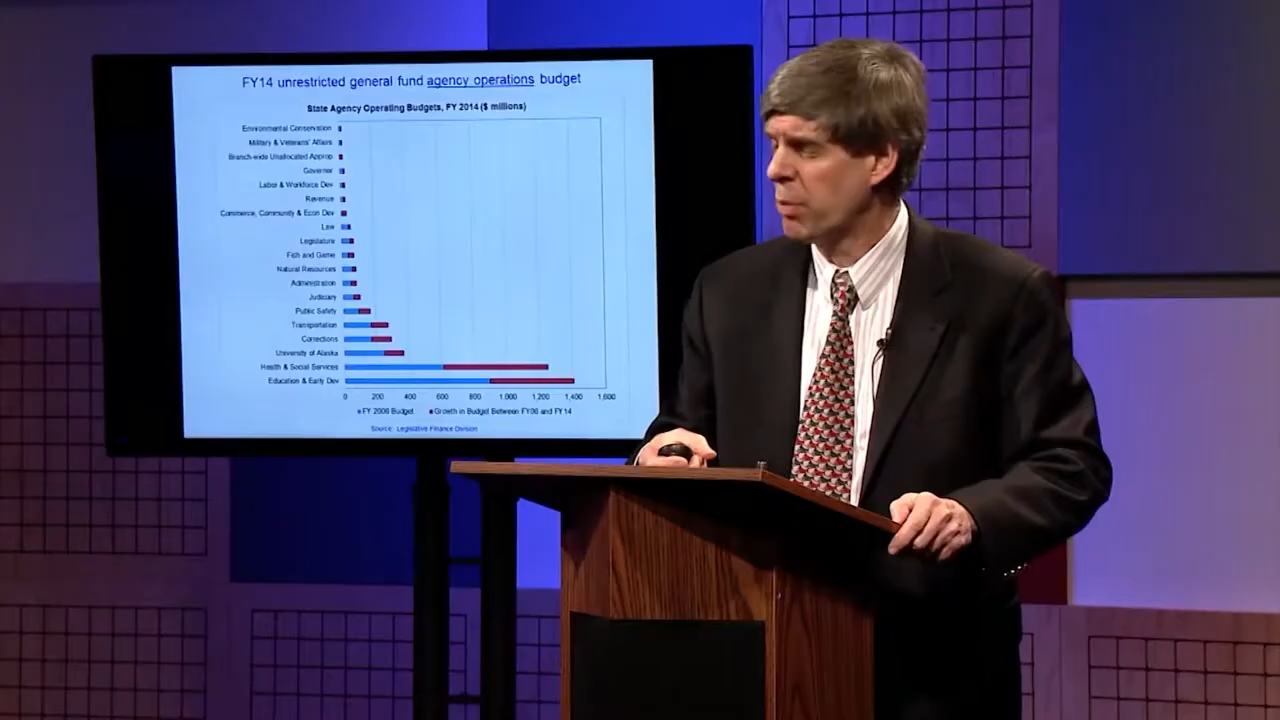 FY14 unrestricted general fund agency operations budget
State Agency Operating Budgets, FY 2014 ($ millions)
Environmental Conservation
Military & Veterans' Affairs
Branch-wide Unallocated Approp
Governor
Labor & Workforce Dev
Revenue
Commerce, Community & Econ Dev
Law
Legislature
Fish and Game
Natural Resources
Administration
Judiciary
Public Safety
Transportation
Corrections
University of Alaska
Health & Social Services
Education & Early Dev
0 200 400 600 800 1,000 1,200 1,400 1,600
FY 2006 Budget Growth in Budget Between FY06 and FY14
Source: Legislative Finance Division